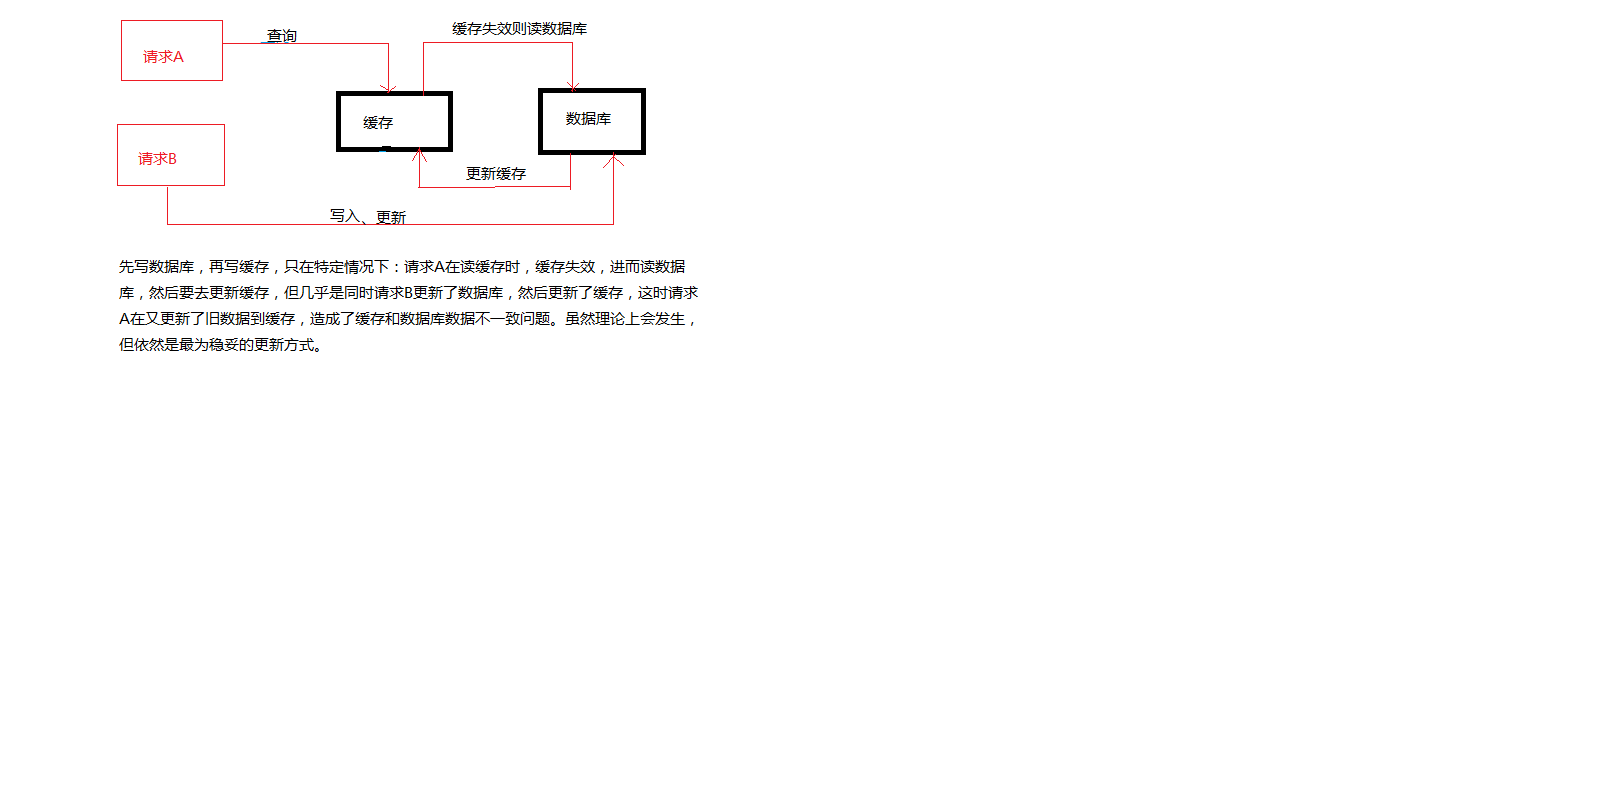 缓存失效则读数据库
查询
请求A
缓存
数据库
请求B
更新缓存
写入、更新
先写数据库，再写缓存，只在特定情况下：请求A在读缓存时，缓存失效，进而读数据
库，然后要去更新缓存，但几乎是同时请求B更新了数据库，然后更新了缓存，这时请求
A在又更新了旧数据到缓存，造成了缓存和数据库数据不一致问题。虽然理论上会发生，
但依然是最为稳妥的更新方式。